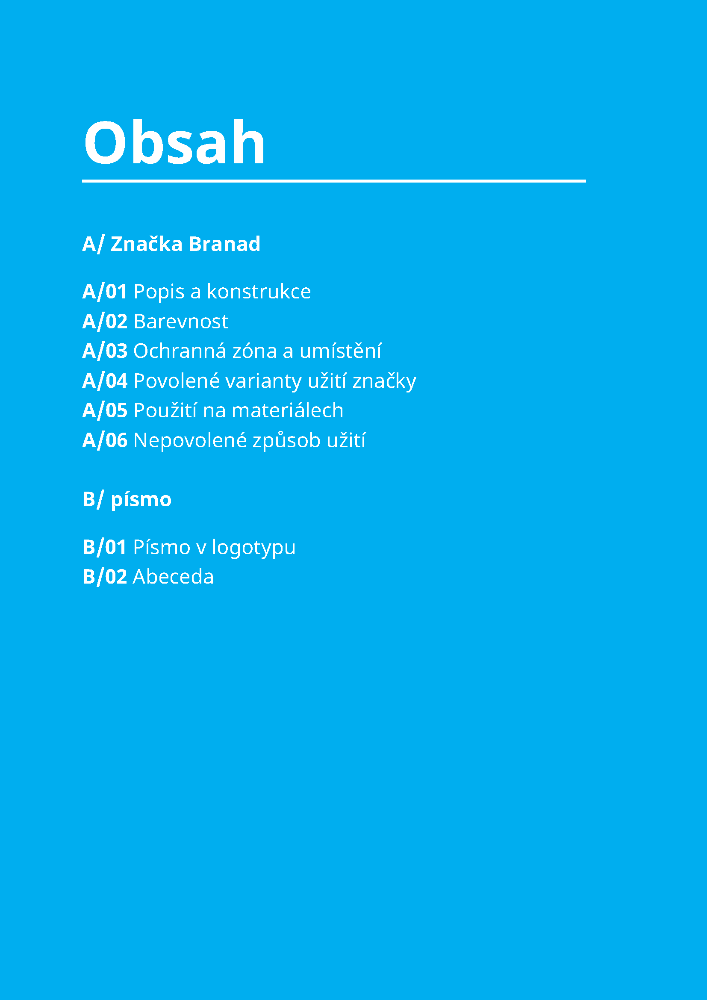 Obsah
A/ Značka Branad
A/01 Popis a konstrukce
A/02 Barevnost
A/03 Ochranná zóna a umístění
A/04 Povolené varianty užití značky
A/05 Použití na materiálech
A/06 Nepovolené způsob užití
B/ písmo
B/01 Písmo v logotypu
B/02 Abeceda